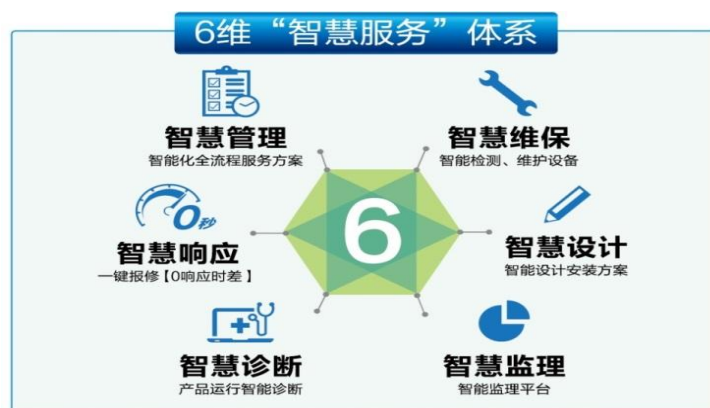 6维“智慧服务”体系
智慧管理
智能化全流程服务方案
智慧维保
智能检测、维护设备
0秒
智慧响应
一键报修【0响应时差】
6
智慧设计
智能设计安装方案
智慧诊断
产品运行智能诊断
智慧监理
智能监理平台